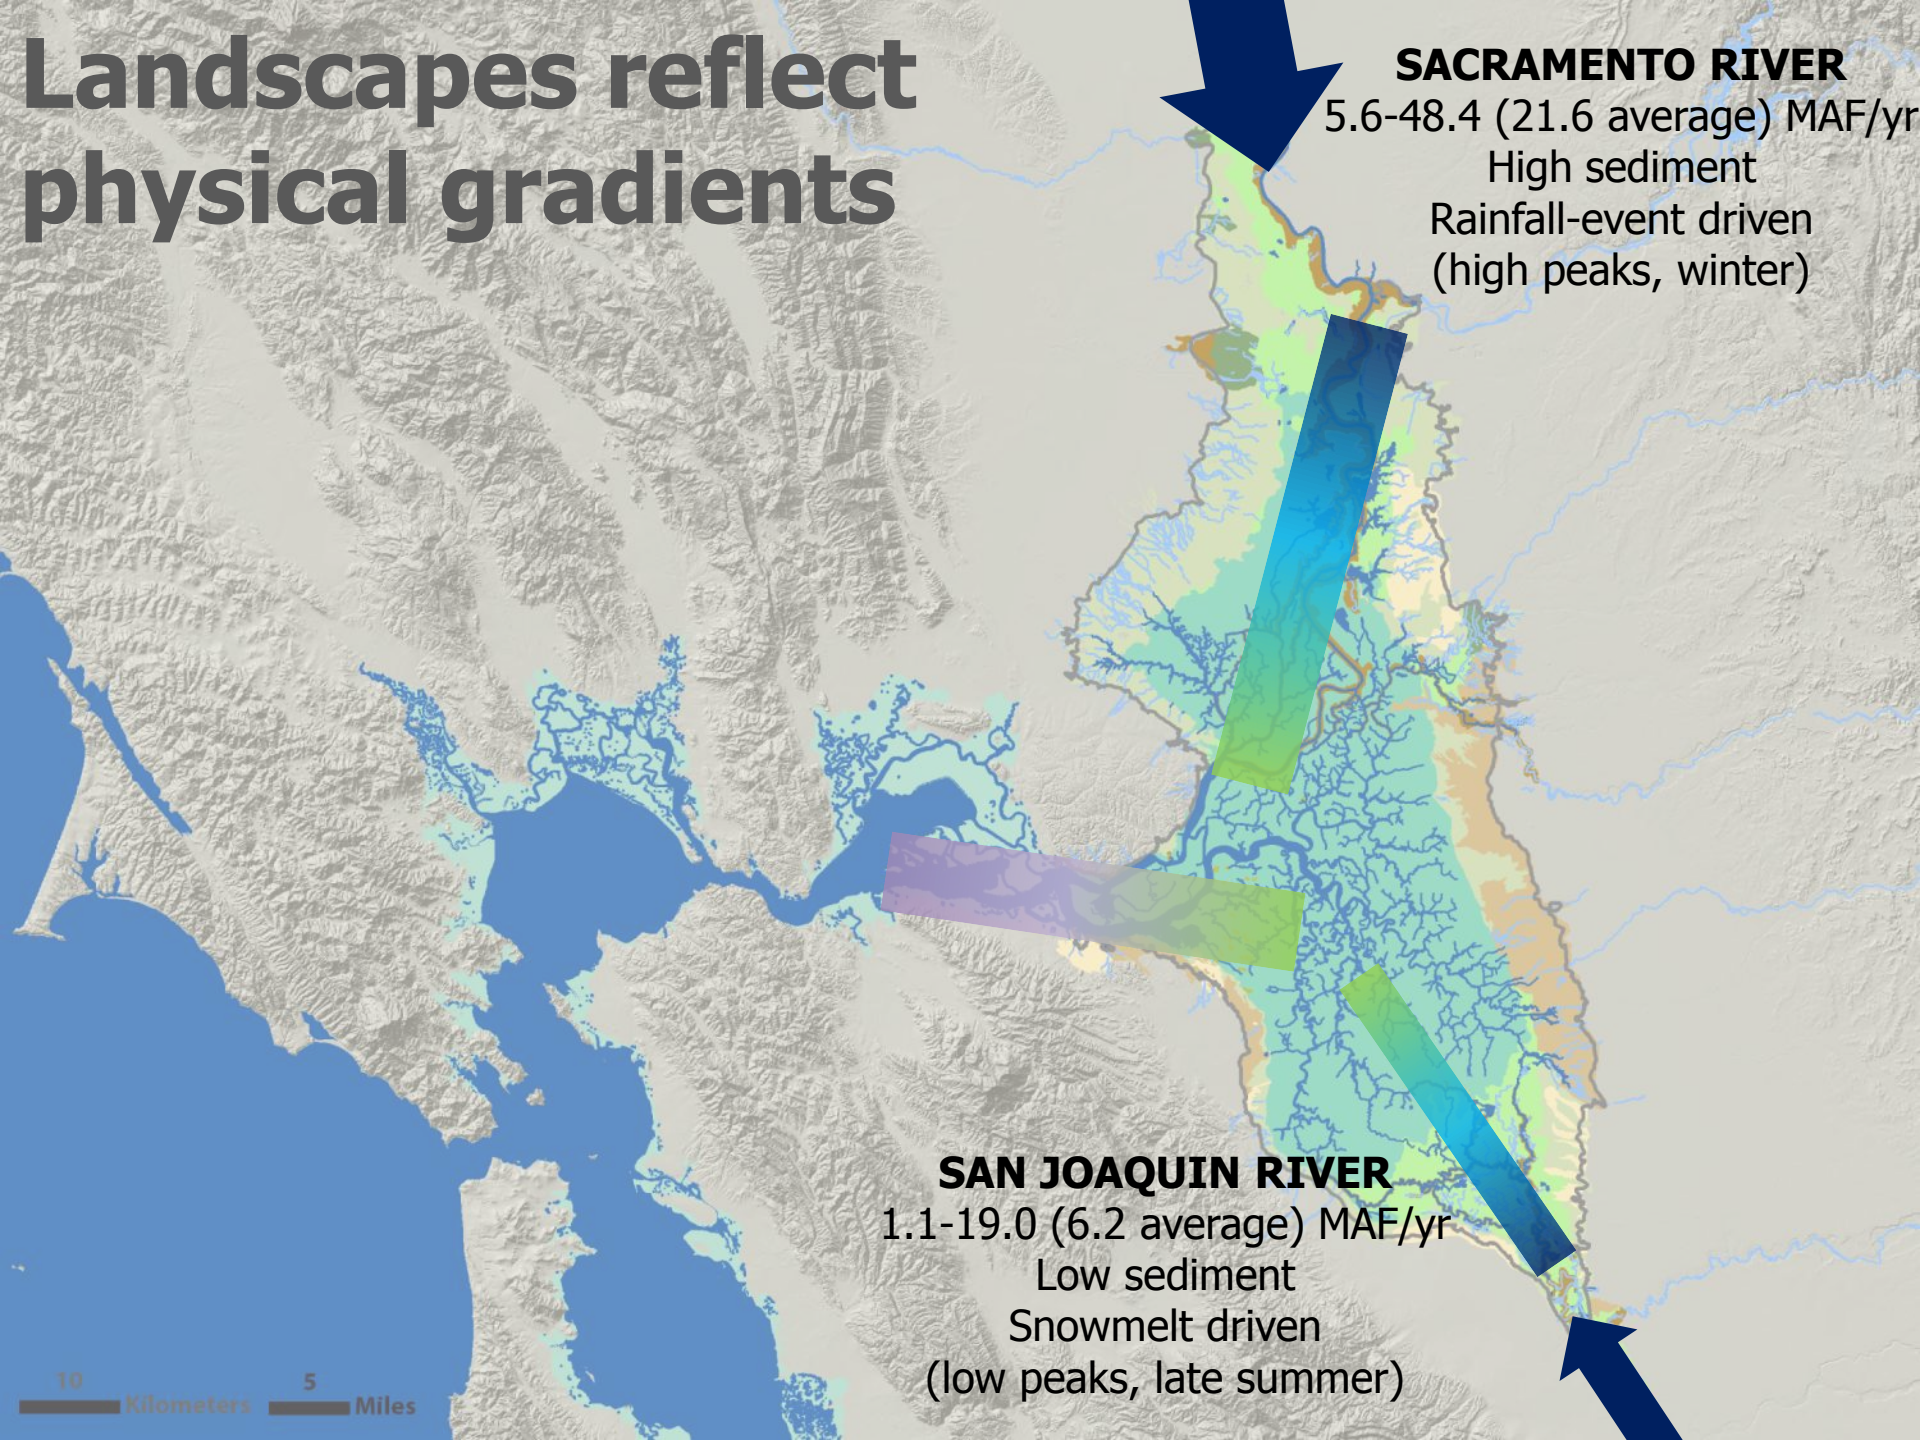 Landscapes reflect
physical gradients
SACRAMENTO RIVER
5.6-48.4 (21.6 average) MAF/yr
High sediment
Rainfall-event driven
(high peaks, winter)
SAN JOAQUIN RIVER
1.1-19.0 (6.2 average) MAF/yr
Low sediment
Snowmelt driven
(low peaks, late summer)
10 5
Kilometers Miles